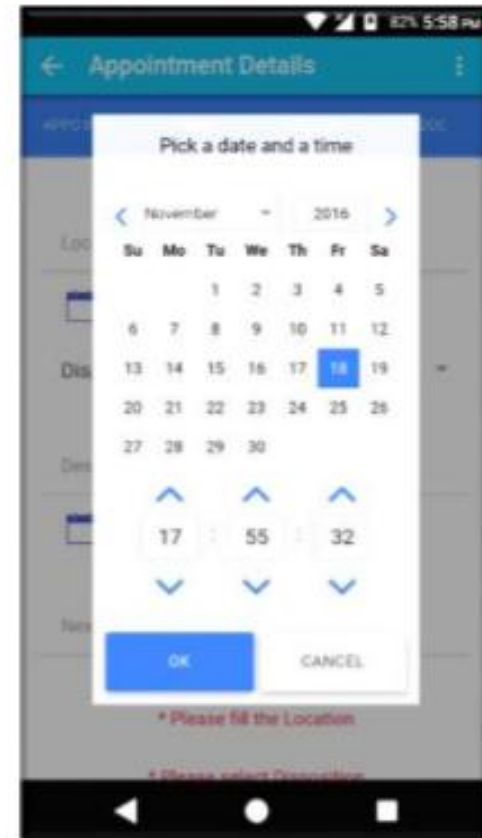 82% 5:58 PM
Appointment Details
Pick a date and a time
November 2016
Su Mo Tu We Th Fr Sa
1 2 3 4 5
6 7 8 9 10 11 12
13 14 15 16 17 18 19
20 21 22 23 24 25 26
27 28 29 30
17 : 55 : 32
OK CANCEL
* Please fill the Location
* Please select Disposition